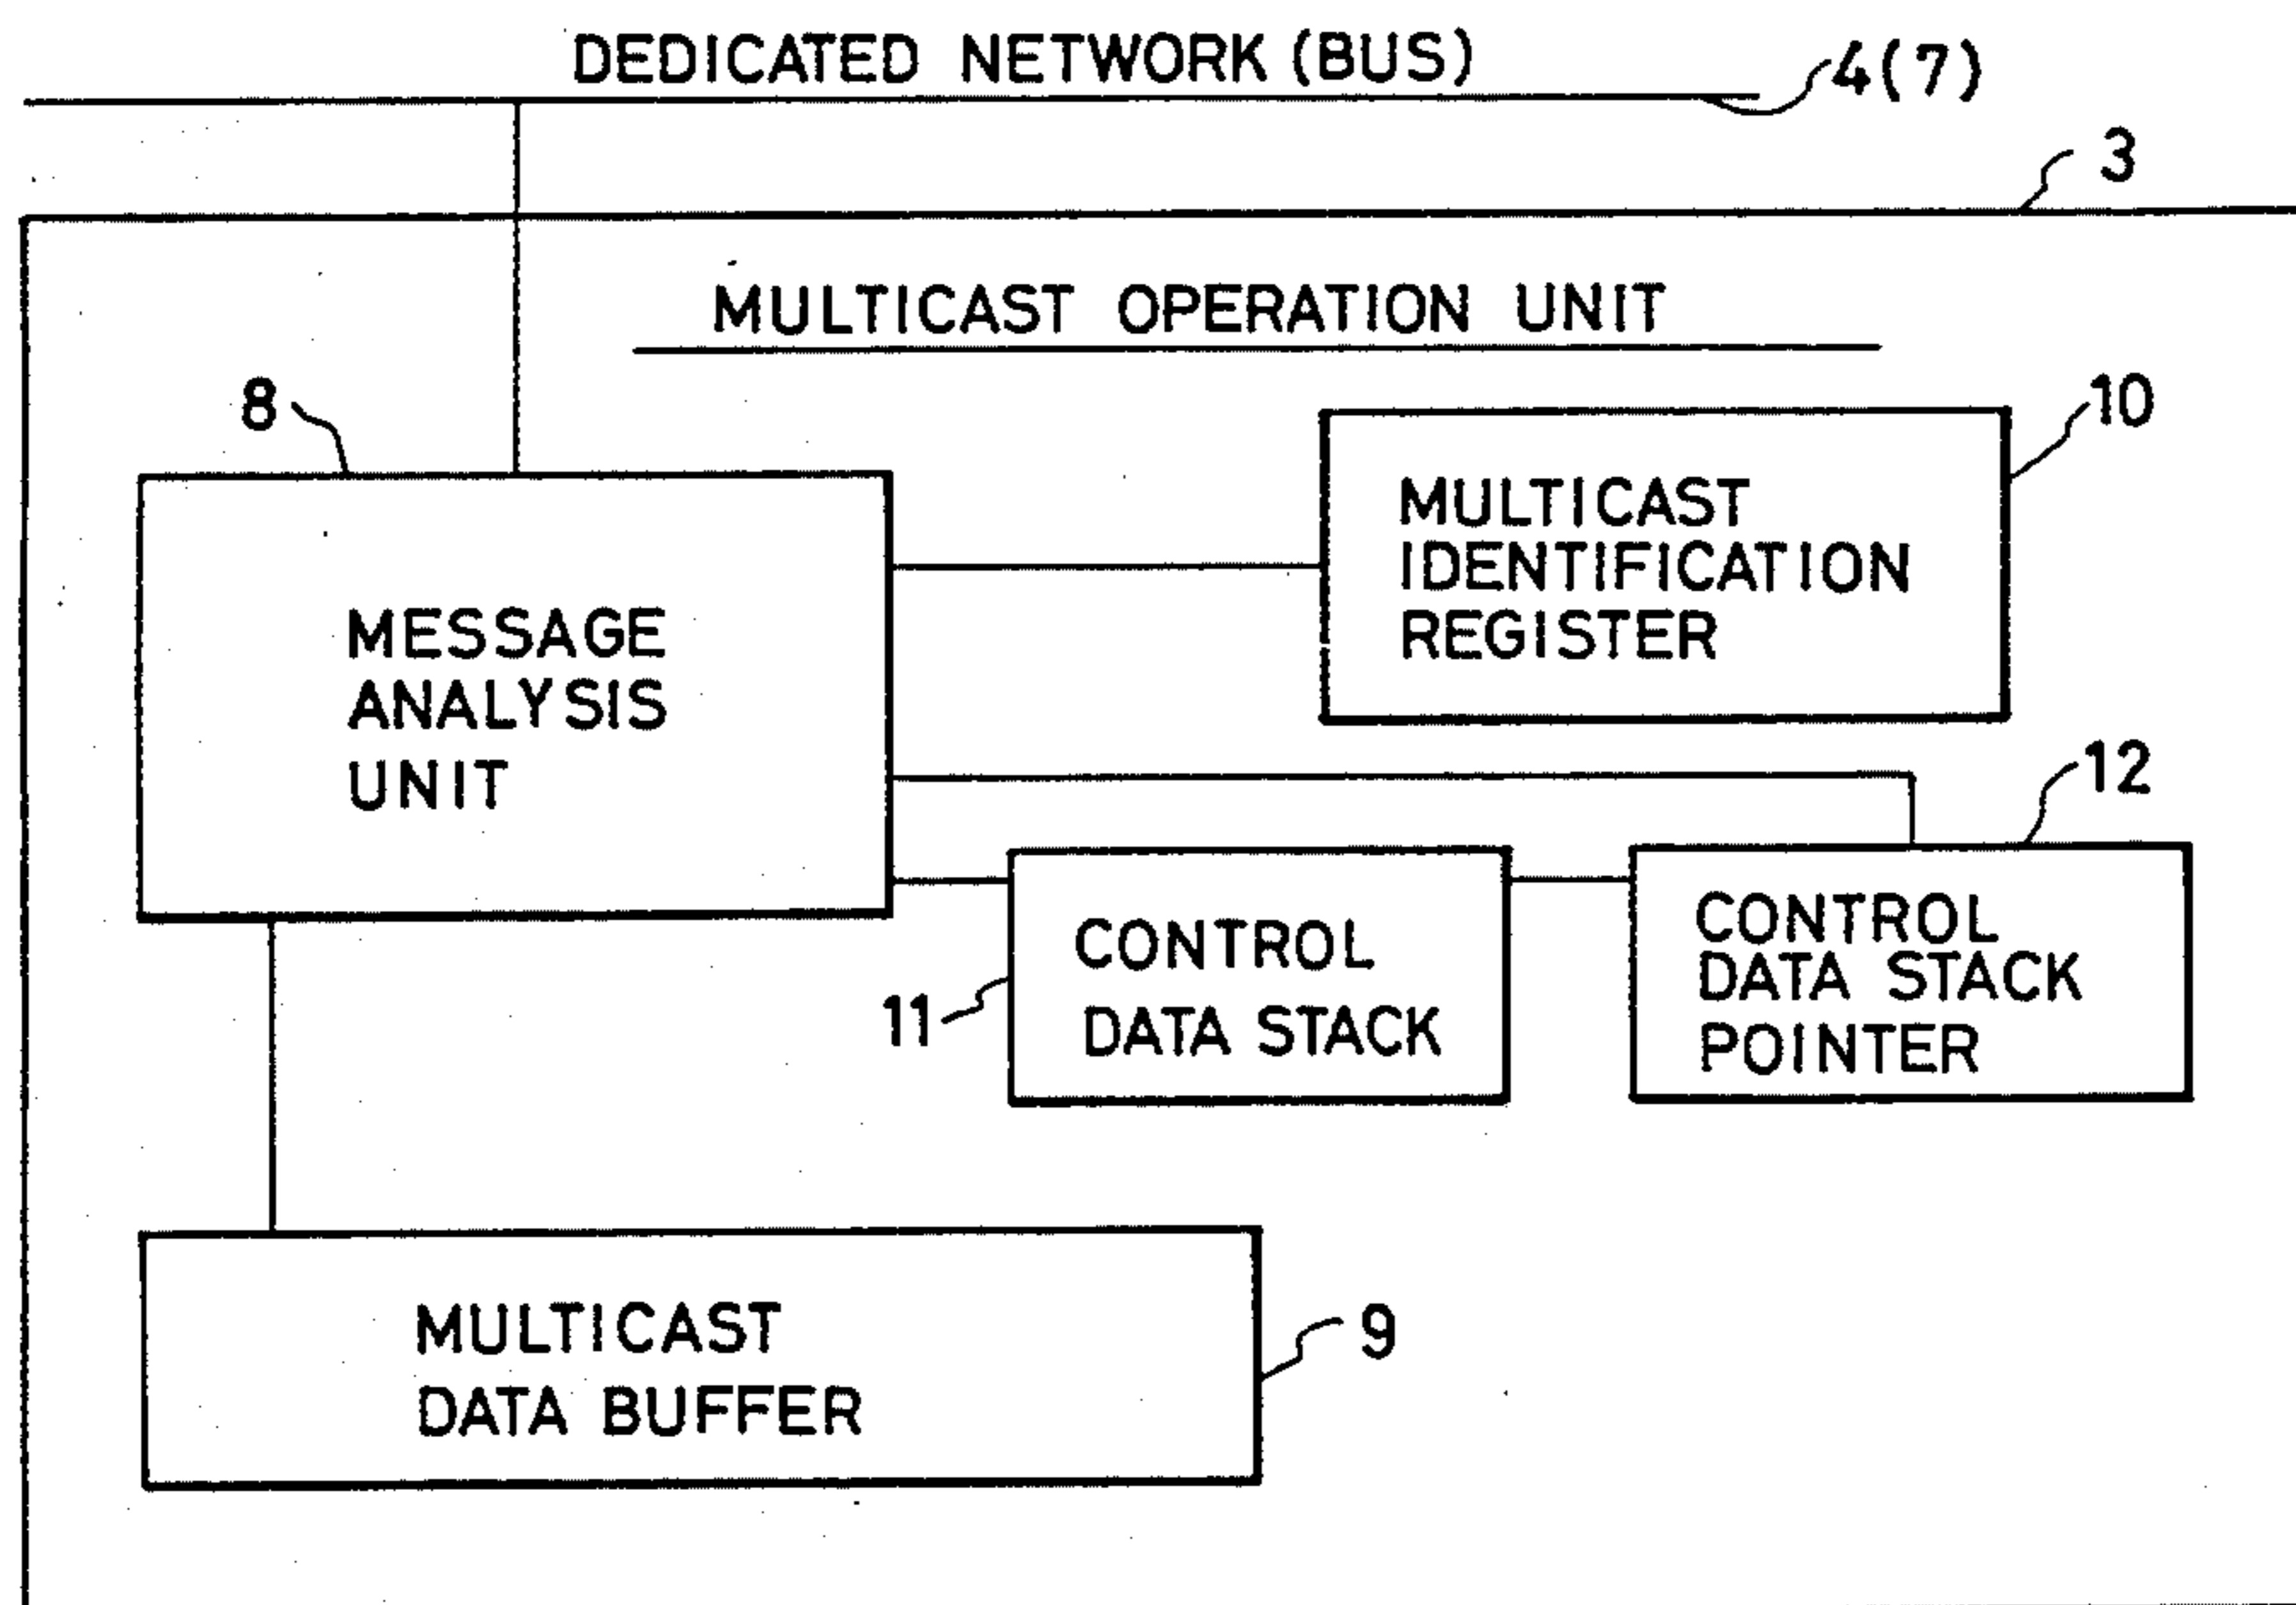 DEDICATED NETWORK (BUS)
4(7)
3
MULTICAST OPERATION UNIT
8
10
MULTICAST
IDENTIFICATION
REGISTER
MESSAGE
ANALYSIS
UNIT
12
CONTROL
DATA STACK
11
CONTROL
DATA STACK
POINTER
MULTICAST
DATA BUFFER
9